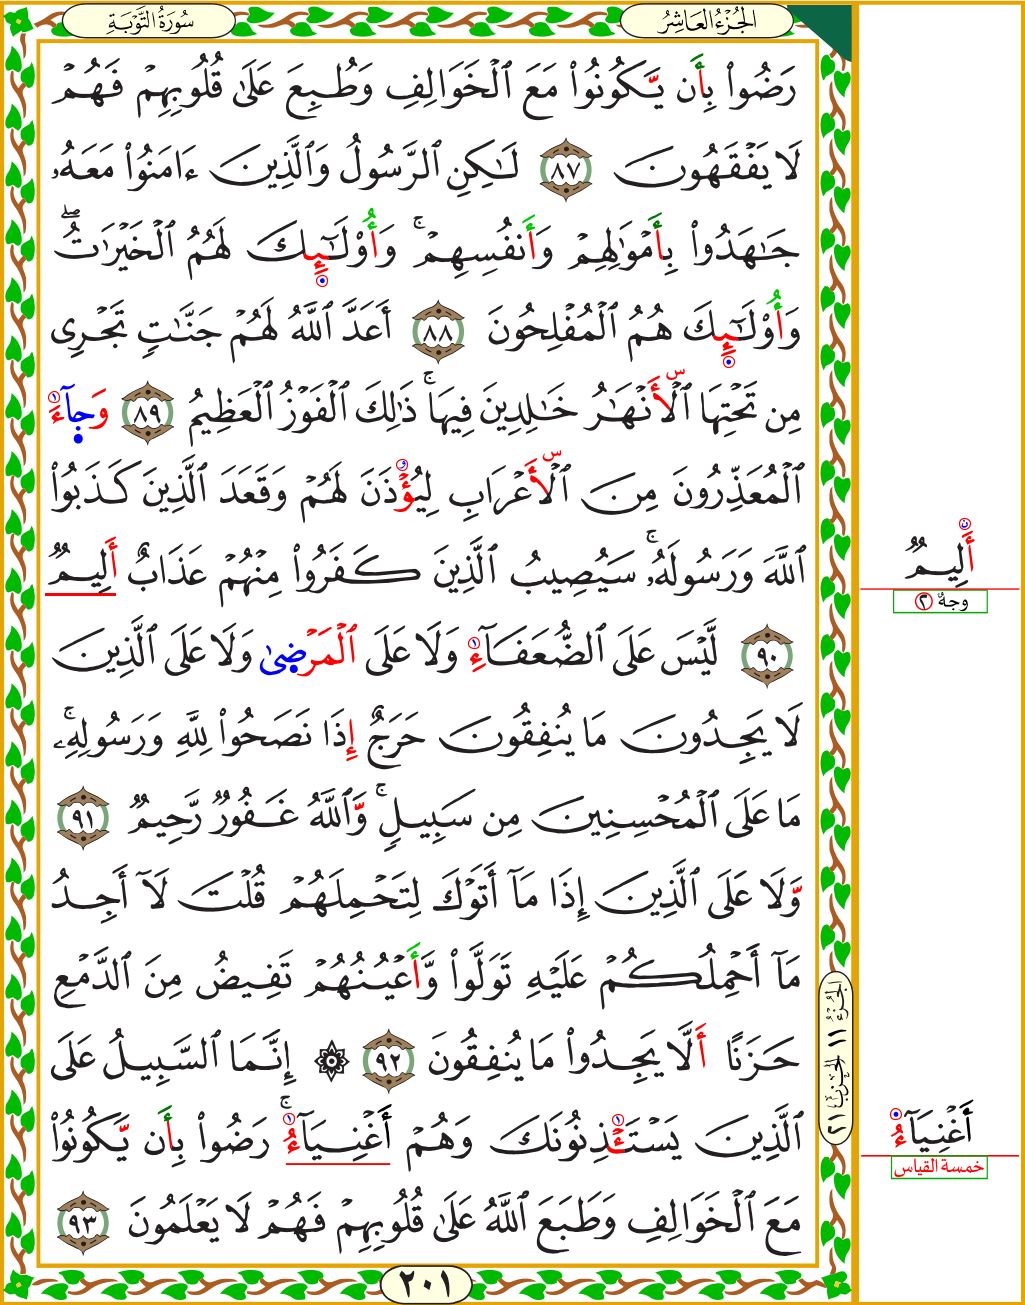 سُورَةُ التَّوْبَةِ
الجُزْءُ العَاشِرُ
رَضُوا۟ بِأَن يَكُونُوا۟ مَعَ ٱلْخَوَالِفِ وَطُبِعَ عَلَىٰ قُلُوبِهِمْ فَهُمْ
لَا يَفْقَهُونَ ٨٧ لَٰكِنِ ٱلرَّسُولُ وَٱلَّذِينَ ءَامَنُوا۟ مَعَهُۥ
جَٰهَدُوا۟ بِأَمْوَٰلِهِمْ وَأَنفُسِهِمْ ۚ وَأُو۟لَٰٓئِكَ لَهُمُ ٱلْخَيْرَٰتُ ۖ
وَأُو۟لَٰٓئِكَ هُمُ ٱلْمُفْلِحُونَ ٨٨ أَعَدَّ ٱللَّهُ لَهُمْ جَنَّٰتٍ تَجْرِى
مِن تَحْتِهَا ٱلْأَنْهَٰرُ خَٰلِدِينَ فِيهَا ۚ ذَٰلِكَ ٱلْفَوْزُ ٱلْعَظِيمُ ٨٩ وَجَآءَ
ٱلْمُعَذِّرُونَ مِنَ ٱلْأَعْرَابِ لِيُؤْذَنَ لَهُمْ وَقَعَدَ ٱلَّذِينَ كَذَبُوا۟
ٱللَّهَ وَرَسُولَهُۥ ۚ سَيُصِيبُ ٱلَّذِينَ كَفَرُوا۟ مِنْهُمْ عَذَابٌ أَلِيمٌ
أَلِيمٌ
وجهٌ ٢
٩٠ لَّيْسَ عَلَى ٱلضُّعَفَآءِ وَلَا عَلَى ٱلْمَرْضَىٰ وَلَا عَلَى ٱلَّذِينَ
لَا يَجِدُونَ مَا يُنفِقُونَ حَرَجٌ إِذَا نَصَحُوا۟ لِلَّهِ وَرَسُولِهِۦ ۚ
مَا عَلَى ٱلْمُحْسِنِينَ مِن سَبِيلٍ ۚ وَٱللَّهُ غَفُورٌ رَّحِيمٌ ٩١
وَّلَا عَلَى ٱلَّذِينَ إِذَا مَآ أَتَوْكَ لِتَحْمِلَهُمْ قُلْتَ لَآ أَجِدُ
مَآ أَحْمِلُكُمْ عَلَيْهِ تَوَلَّوا۟ وَّأَعْيُنُهُمْ تَفِيضُ مِنَ ٱلدَّمْعِ
حَزَنًا أَلَّا يَجِدُوا۟ مَا يُنفِقُونَ ٩٢ ۞ إِنَّمَا ٱلسَّبِيلُ عَلَى
الجُزْءُ ١١ الحِزْبُ ٢١
ٱلَّذِينَ يَسْتَـْٔذِنُونَكَ وَهُمْ أَغْنِيَآءُ ۚ رَضُوا۟ بِأَن يَّكُونُوا۟
أَغْنِيَآءُ
خمسة القياس
مَعَ ٱلْخَوَالِفِ وَطَبَعَ ٱللَّهُ عَلَىٰ قُلُوبِهِمْ فَهُمْ لَا يَعْلَمُونَ ٩٣
٢٠١